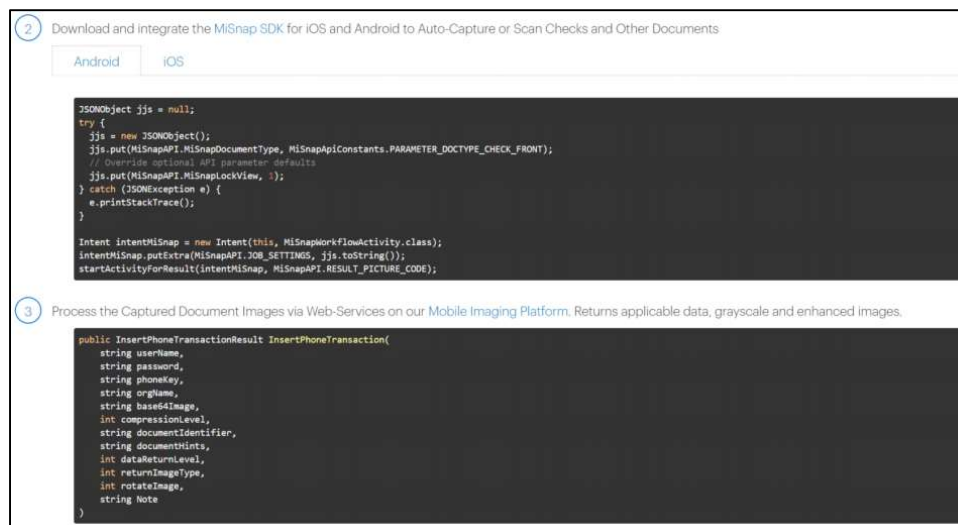 2 Download and integrate the MiSnap SDK for iOS and Android to Auto-Capture or Scan Checks and Other Documents
Android iOS
JSONObject jjs = null;
try {
jjs = new JSONObject();
jjs.put(MiSnapAPI.MiSnapDocumentType, MiSnapApiConstants.PARAMETER_DOCTYPE_CHECK_FRONT);
// Override optional API parameter defaults
jjs.put(MiSnapAPI.MiSnapLockView, 1);
} catch (JSONException e) {
e.printStackTrace();
}
Intent intentMiSnap = new Intent(this, MiSnapWorkflowActivity.class);
intentMiSnap.putExtra(MiSnapAPI.JOB_SETTINGS, jjs.toString());
startActivityForResult(intentMiSnap, MiSnapAPI.RESULT_PICTURE_CODE);
3 Process the Captured Document Images via Web-Services on our Mobile Imaging Platform. Returns applicable data, grayscale and enhanced images.
public InsertPhoneTransactionResult InsertPhoneTransaction(
string userName,
string password,
string phoneKey,
string orgName,
string base64Image,
int compressionLevel,
string documentIdentifier,
string documentHints,
int dataReturnLevel,
int returnImageType,
int rotateImage,
string Note
)